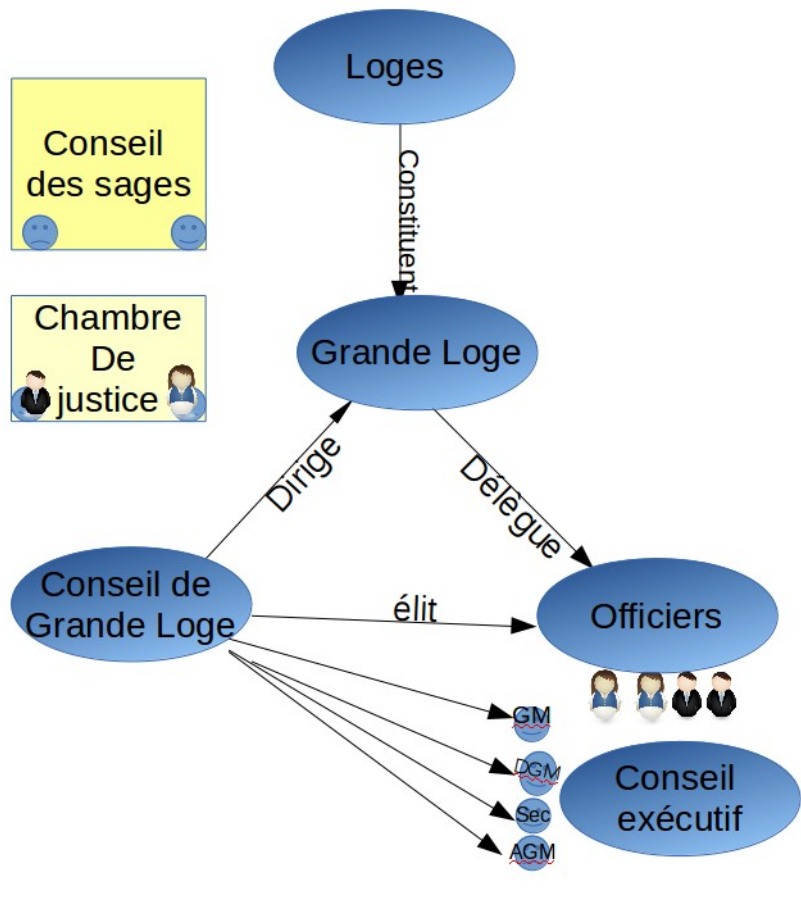 Loges
Conseil
des sages
Constituent
Chambre
De
justice
Grande Loge
Dirige
Délègue
Conseil de
Grande Loge
élit
Officiers
GM
DGM
Sec
AGM
Conseil
exécutif